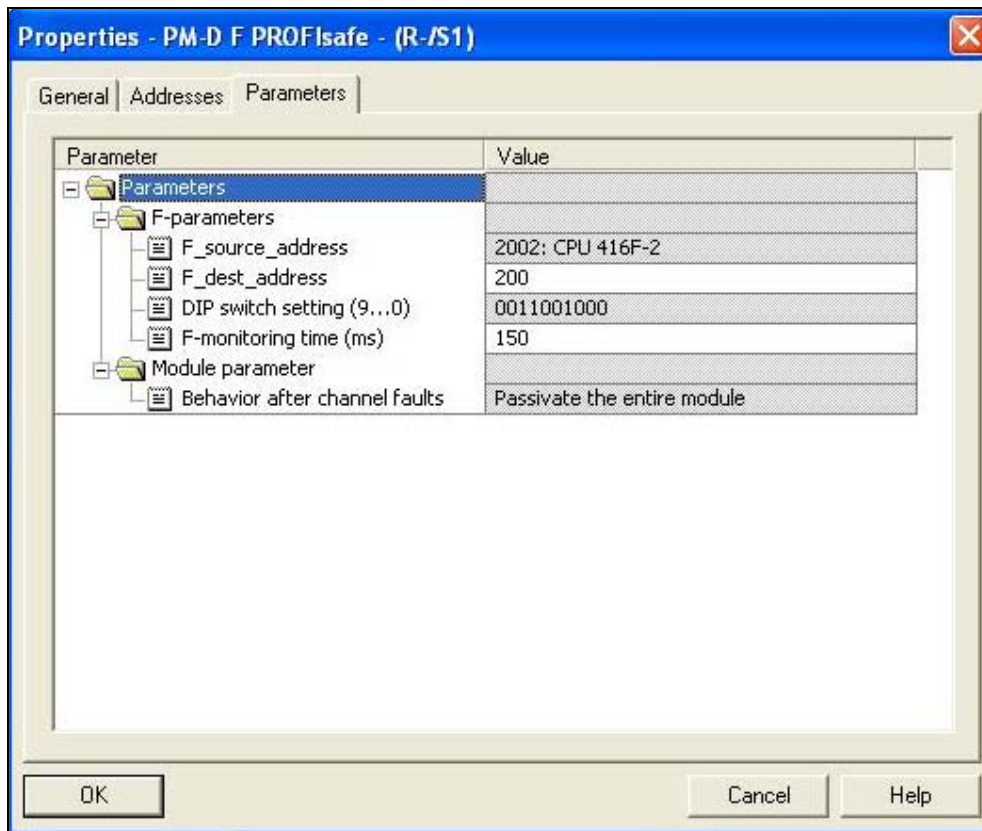 Properties - PM-D F PROFIsafe - (R-/S1)
General Addresses Parameters
Parameter Value
Parameters
F-parameters
F_source_address 2002: CPU 416F-2
F_dest_address 200
DIP switch setting (9...0) 0011001000
F-monitoring time (ms) 150
Module parameter
Behavior after channel faults Passivate the entire module
OK Cancel Help